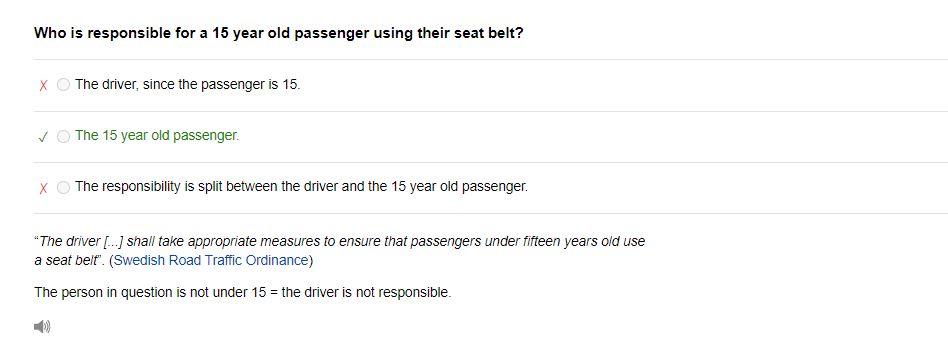 Who is responsible for a 15 year old passenger using their seat belt?
✗ The driver, since the passenger is 15.
✓ The 15 year old passenger.
✗ The responsibility is split between the driver and the 15 year old passenger.
“The driver [...] shall take appropriate measures to ensure that passengers under fifteen years old use
a seat belt”. (Swedish Road Traffic Ordinance)
The person in question is not under 15 = the driver is not responsible.